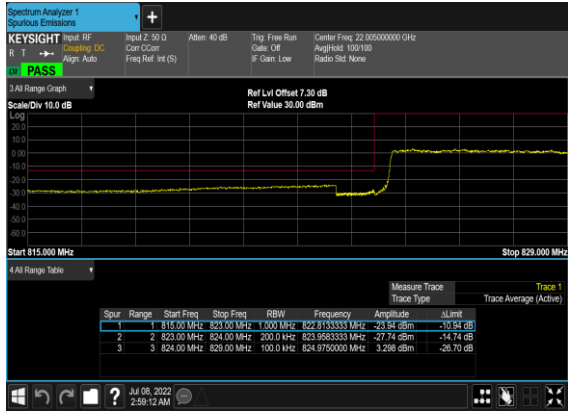 Spectrum Analyzer 1
Spurious Emissions
KEYSIGHT
R T
LW
PASS
Input: RF
Coupling: DC
Align: Auto
Input Z: 50 Ω
Corr CCorr
Freq Ref: Int (S)
Atten: 40 dB
Trig: Free Run
Gate: Off
IF Gain: Low
Center Freq: 22.005000000 GHz
Avg|Hold: 100/100
Radio Std: None
3 All Range Graph
Scale/Div 10.0 dB
Ref Lvl Offset 7.30 dB
Ref Value 30.00 dBm
Log
20.0
10.0
0.00
-10.0
-20.0
-30.0
-40.0
-50.0
-60.0
Start 815.000 MHz
Stop 829.000 MHz
4 All Range Table
Measure Trace Trace 1
Trace Type Trace Average (Active)
Spur Range Start Freq Stop Freq RBW Frequency Amplitude ΔLimit
1 1 815.00 MHz 823.00 MHz 1.000 MHz 822.8133333 MHz -23.94 dBm -10.94 dB
2 2 823.00 MHz 824.00 MHz 200.0 kHz 823.9583333 MHz -27.74 dBm -14.74 dB
3 3 824.00 MHz 829.00 MHz 100.0 kHz 824.9750000 MHz 3.298 dBm -26.70 dB
?
Jul 08, 2022
2:59:12 AM